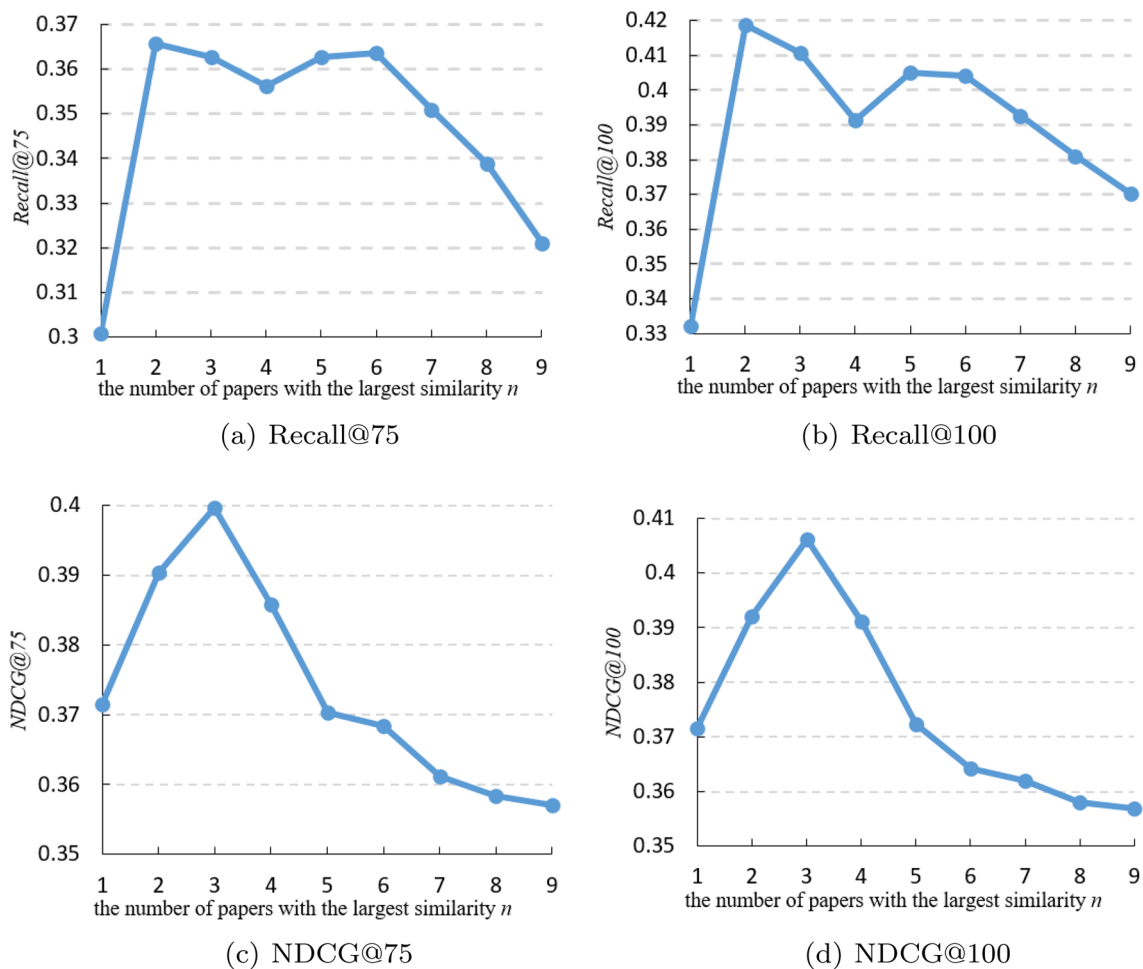 0.37
0.36
0.35
0.34
0.33
0.32
0.31
0.3
Recall@75
1 2 3 4 5 6 7 8 9
the number of papers with the largest similarity n
(a) Recall@75
0.42
0.41
0.4
0.39
0.38
0.37
0.36
0.35
0.34
0.33
Recall@100
1 2 3 4 5 6 7 8 9
the number of papers with the largest similarity n
(b) Recall@100
0.4
0.39
0.38
0.37
0.36
0.35
NDCG@75
1 2 3 4 5 6 7 8 9
the number of papers with the largest similarity n
(c) NDCG@75
0.41
0.4
0.39
0.38
0.37
0.36
0.35
NDCG@100
1 2 3 4 5 6 7 8 9
the number of papers with the largest similarity n
(d) NDCG@100